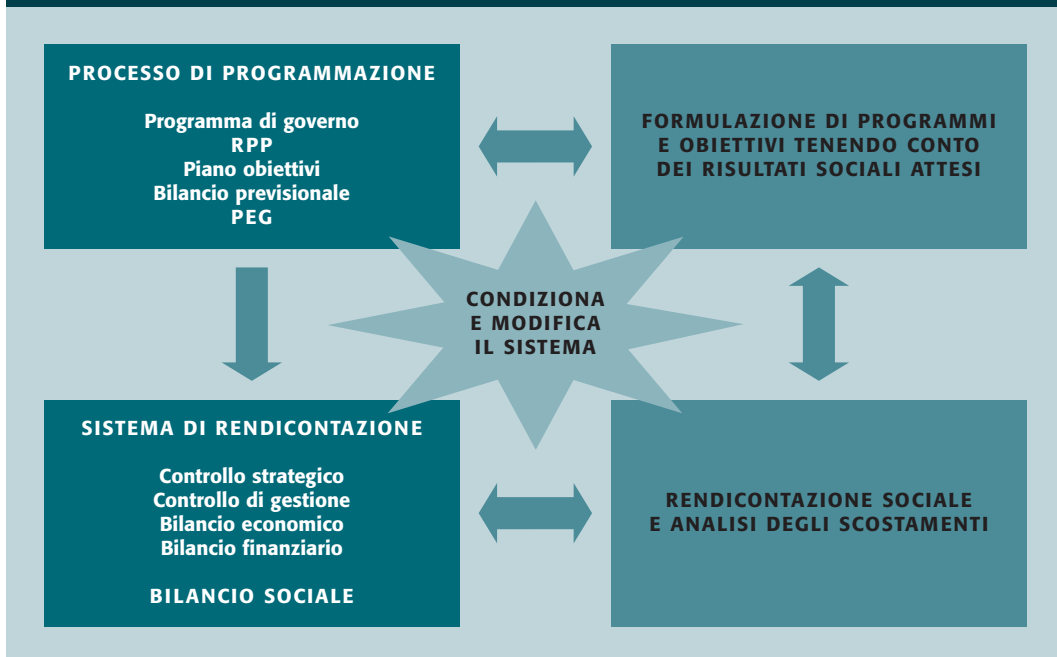 PROCESSO DI PROGRAMMAZIONE
Programma di governo
RPP
Piano obiettivi
Bilancio previsionale
PEG
FORMULAZIONE DI PROGRAMMI
E OBIETTIVI TENENDO CONTO
DEI RISULTATI SOCIALI ATTESI
CONDIZIONA
E MODIFICA
IL SISTEMA
SISTEMA DI RENDICONTAZIONE
Controllo strategico
Controllo di gestione
Bilancio economico
Bilancio finanziario
BILANCIO SOCIALE
RENDICONTAZIONE SOCIALE
E ANALISI DEGLI SCOSTAMENTI